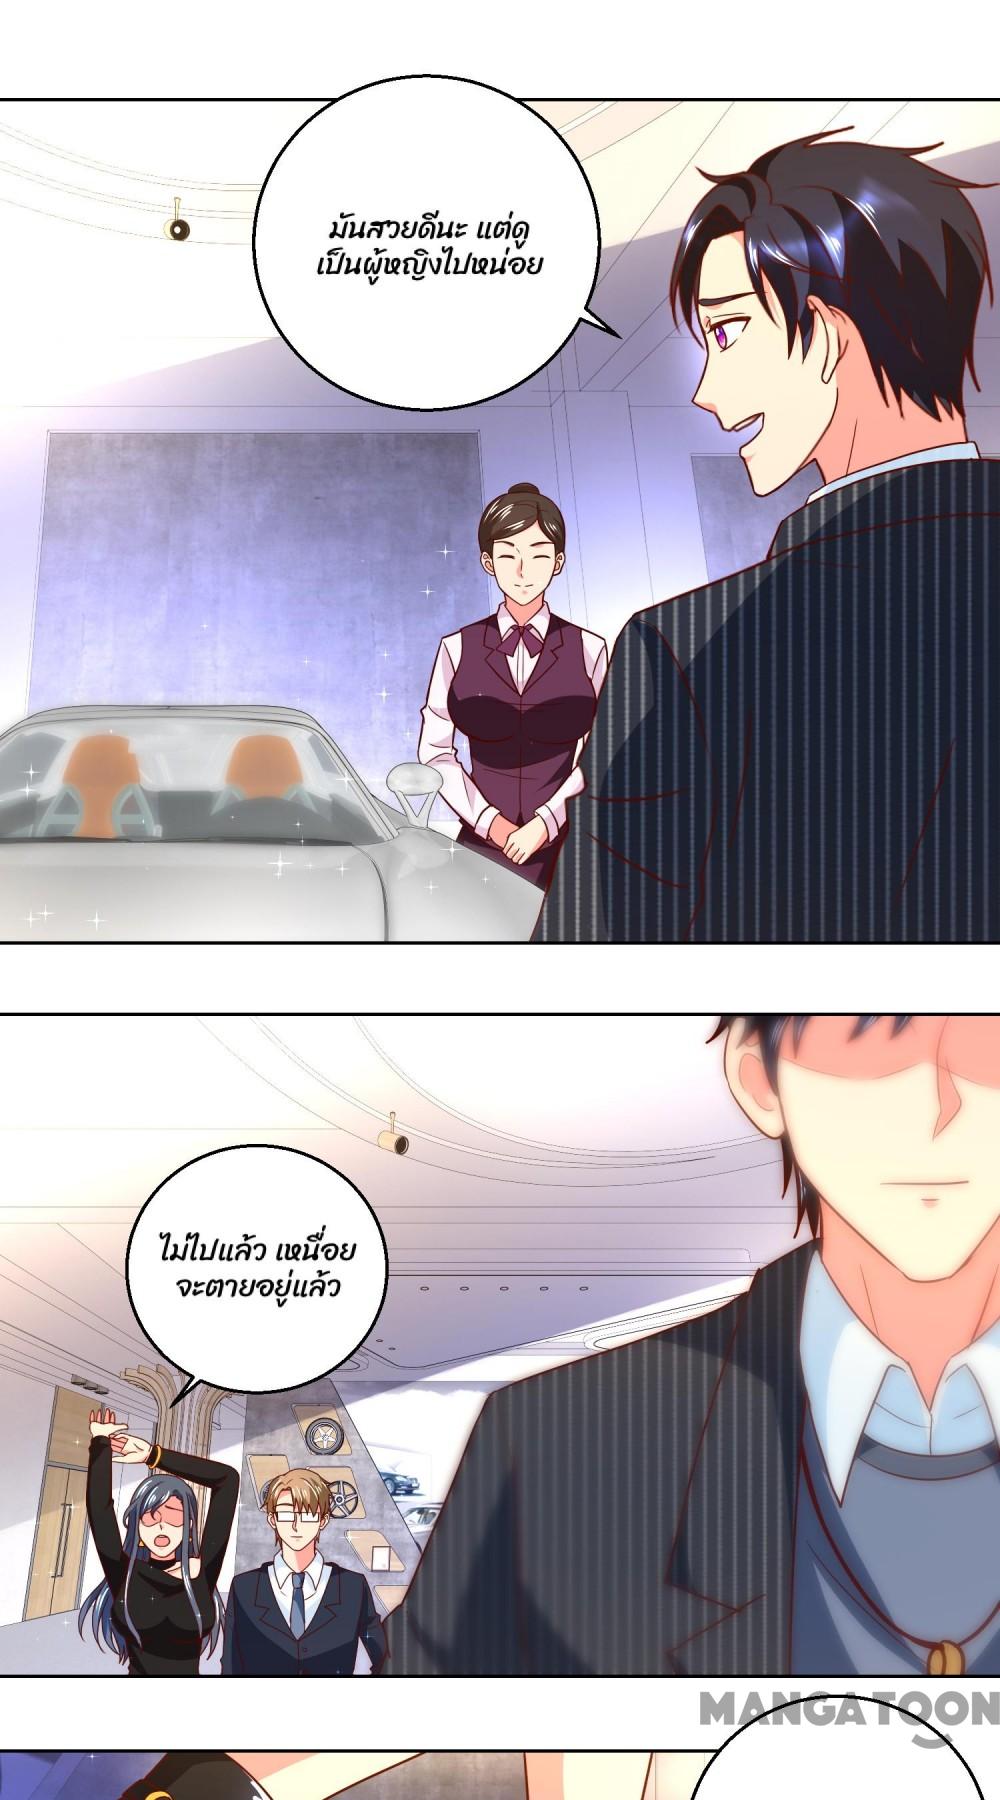 มันสวยดีนะ แต่ดู
เป็นผู้หญิงไปหน่อย
ไม่ไปแล้ว เหนื่อย
จะตายอยู่แล้ว
MANGATOON